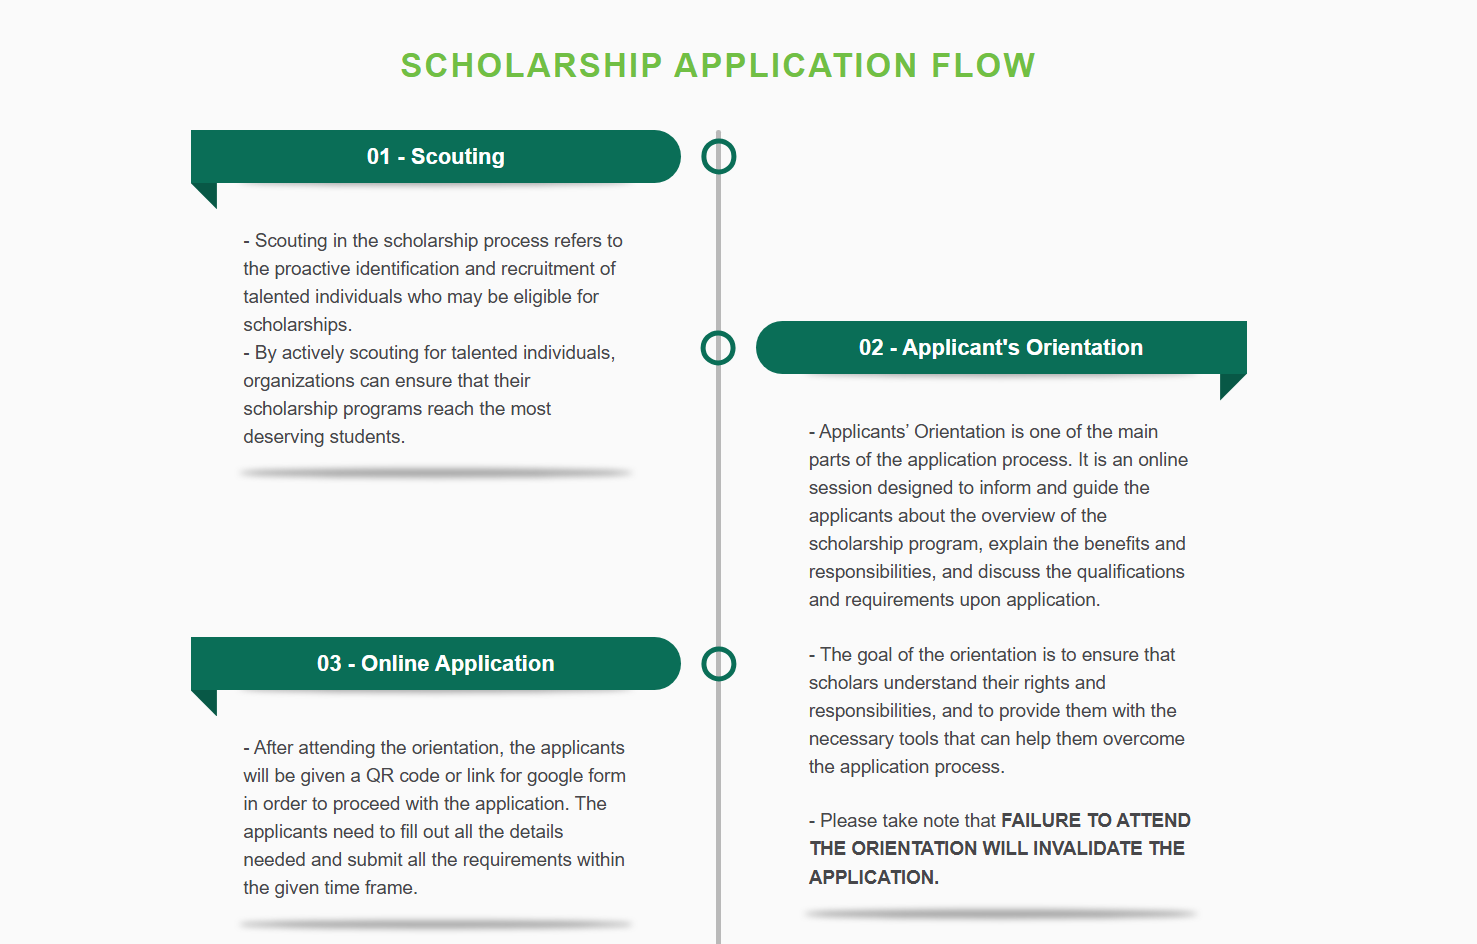 SCHOLARSHIP APPLICATION FLOW
01 - Scouting
- Scouting in the scholarship process refers to
the proactive identification and recruitment of
talented individuals who may be eligible for
scholarships.
- By actively scouting for talented individuals,
organizations can ensure that their
scholarship programs reach the most
deserving students.
02 - Applicant's Orientation
- Applicants’ Orientation is one of the main
parts of the application process. It is an online
session designed to inform and guide the
applicants about the overview of the
scholarship program, explain the benefits and
responsibilities, and discuss the qualifications
and requirements upon application.
- The goal of the orientation is to ensure that
scholars understand their rights and
responsibilities, and to provide them with the
necessary tools that can help them overcome
the application process.
- Please take note that FAILURE TO ATTEND
THE ORIENTATION WILL INVALIDATE THE
APPLICATION.
03 - Online Application
- After attending the orientation, the applicants
will be given a QR code or link for google form
in order to proceed with the application. The
applicants need to fill out all the details
needed and submit all the requirements within
the given time frame.